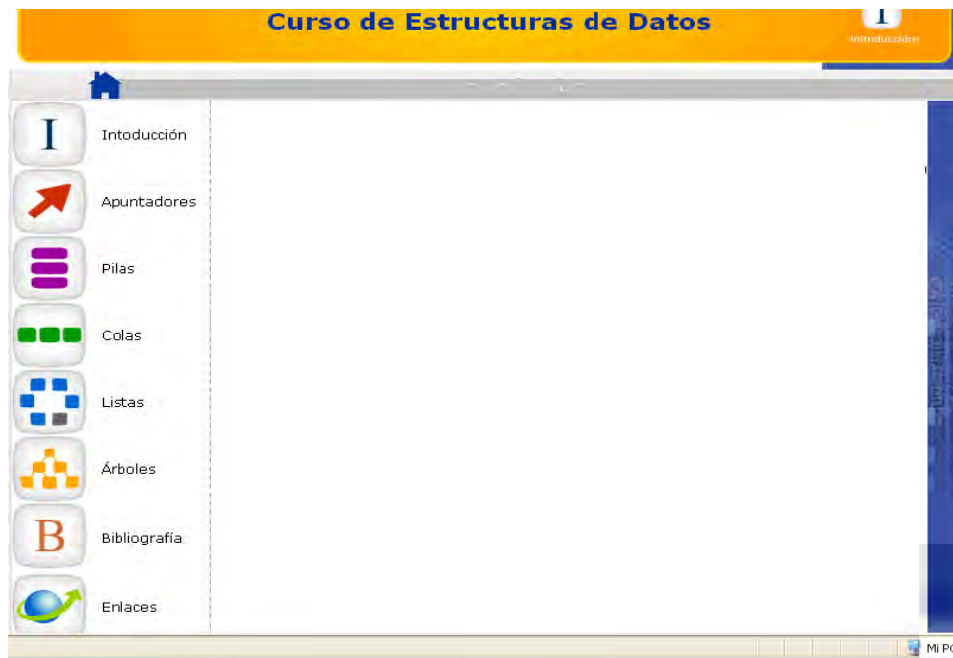 Curso de Estructuras de Datos
I
Introducción
I
Intoducción
Apuntadores
Pilas
Colas
Listas
Árboles
B
Bibliografía
Enlaces
Mi PC